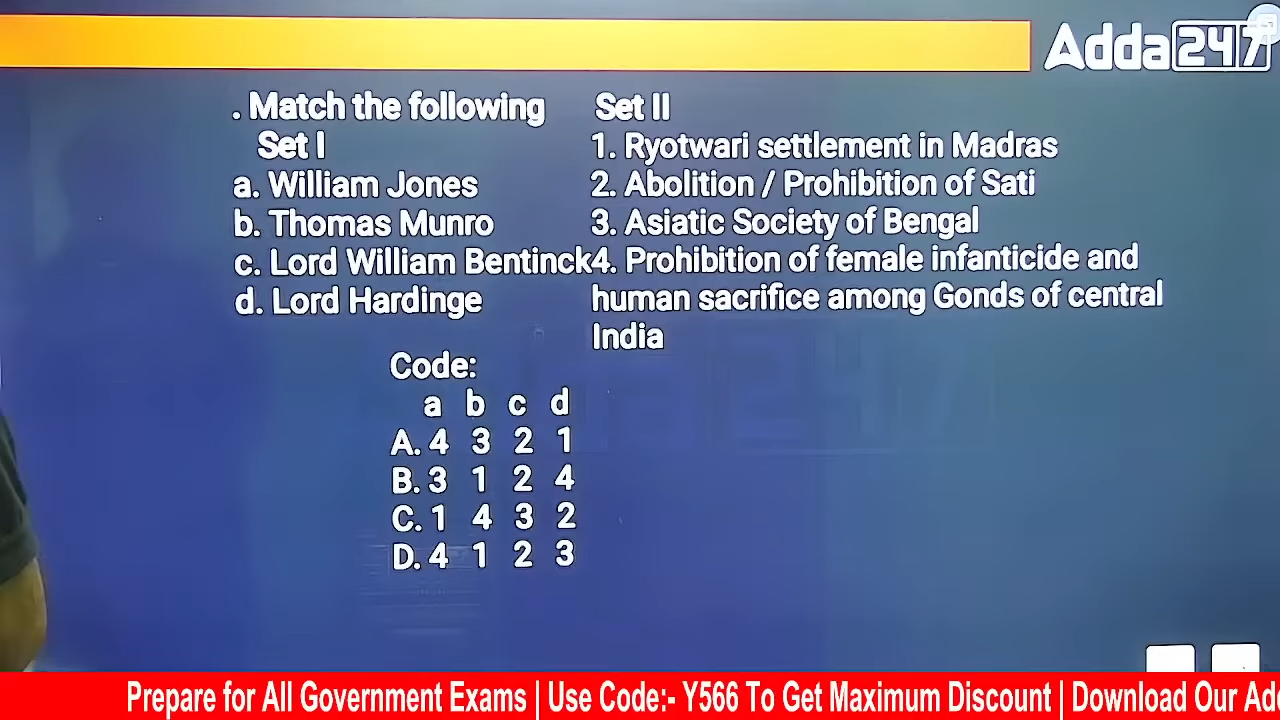 Adda247
. Match the following Set II
Set I 1. Ryotwari settlement in Madras
a. William Jones 2. Abolition / Prohibition of Sati
b. Thomas Munro 3. Asiatic Society of Bengal
c. Lord William Bentinck 4. Prohibition of female infanticide and
d. Lord Hardinge human sacrifice among Gonds of central
India
Code:
a b c d
A. 4 3 2 1
B. 3 1 2 4
C. 1 4 3 2
D. 4 1 2 3
Prepare for All Government Exams | Use Code:- Y566 To Get Maximum Discount | Download Our